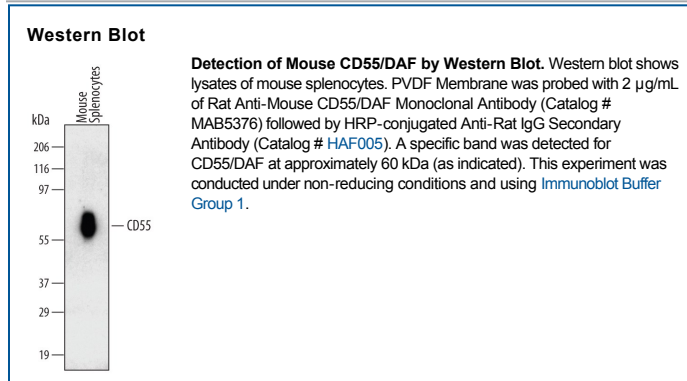 Western Blot
Detection of Mouse CD55/DAF by Western Blot. Western blot shows
lysates of mouse splenocytes. PVDF Membrane was probed with 2 µg/mL
of Rat Anti-Mouse CD55/DAF Monoclonal Antibody (Catalog #
MAB5376) followed by HRP-conjugated Anti-Rat IgG Secondary
Antibody (Catalog # HAF005). A specific band was detected for
CD55/DAF at approximately 60 kDa (as indicated). This experiment was
conducted under non-reducing conditions and using Immunoblot Buffer
Group 1.
Mouse
Splenocytes
kDa
206
116
97
CD55
55
37
29
19